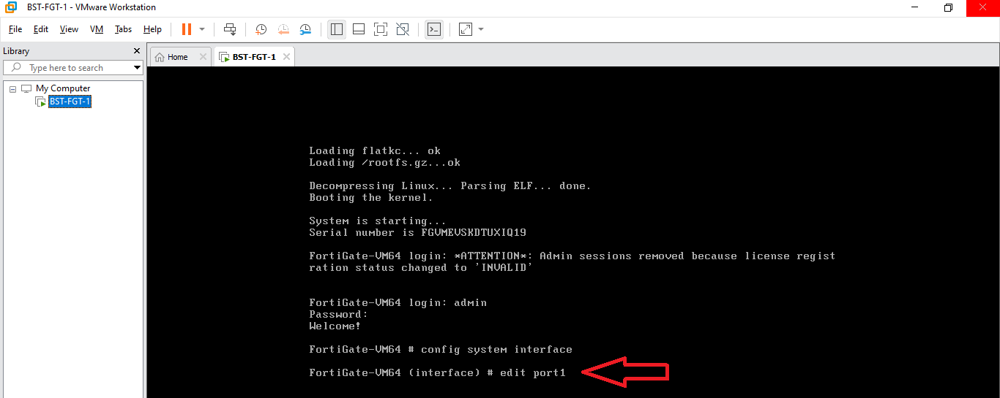 BST-FGT-1 - VMware Workstation
File Edit View VM Tabs Help
Library
Type here to search
My Computer
BST-FGT-1
Home
BST-FGT-1
Loading flatkc... ok
Loading /rootfs.gz...ok
Decompressing Linux... Parsing ELF... done.
Booting the kernel.
System is starting...
Serial number is FGVMEVSKDTUXIQ19
FortiGate-VM64 login: *ATTENTION*: Admin sessions removed because license regist
ration status changed to 'INVALID'
FortiGate-VM64 login: admin
Password:
Welcome!
FortiGate-VM64 # config system interface
FortiGate-VM64 (interface) # edit port1